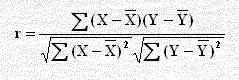 r = ∑(X − X̅)(Y − Y̅) / √∑(X − X̅)² √∑(Y − Y̅)²